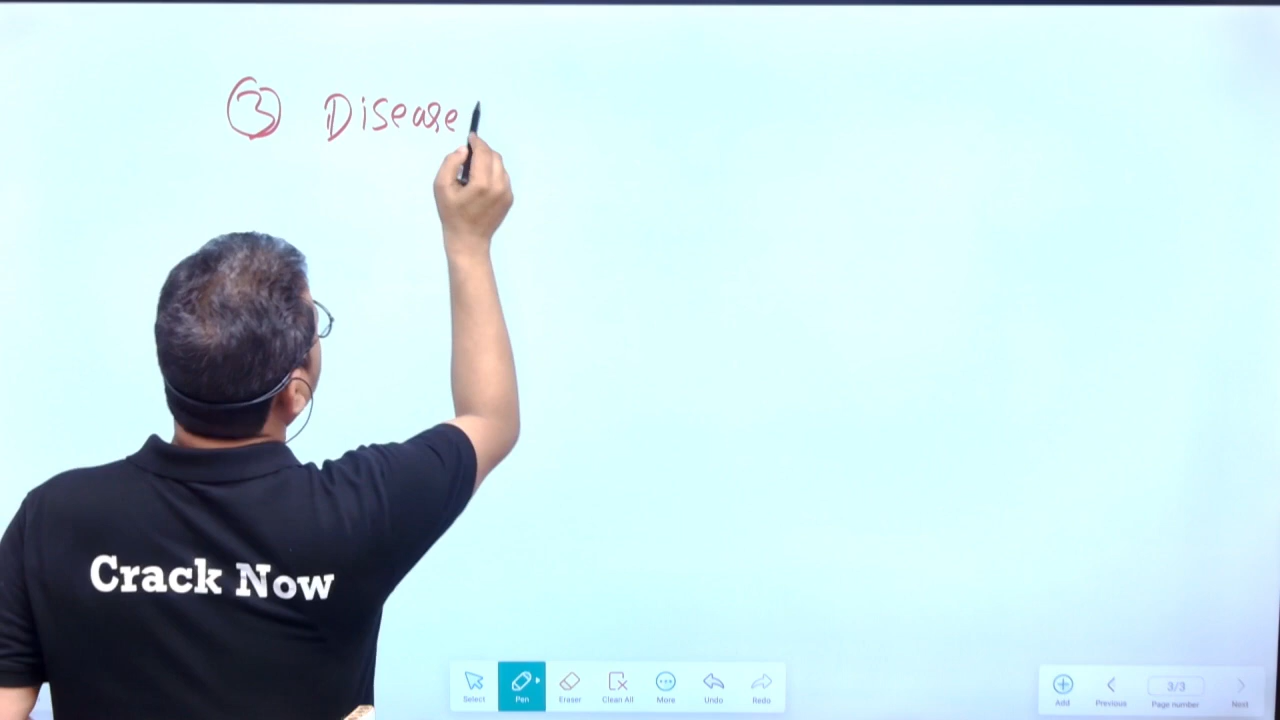 3 Disease
Crack Now
Select
Pen
Eraser
Clean All
More
Undo
Redo
Add
Previous
3/3
Page number
Next